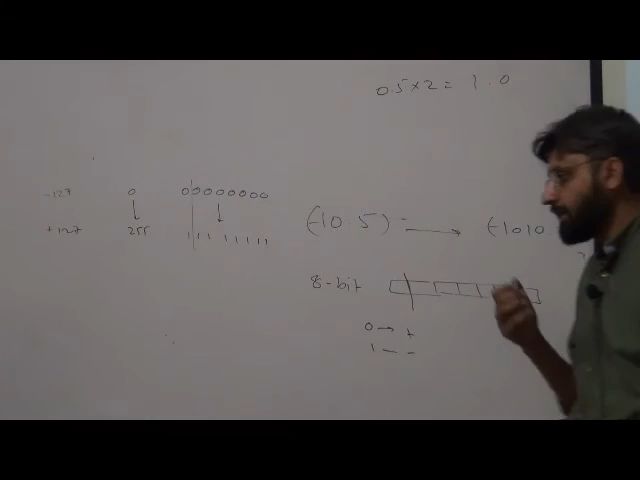 0.5×2 = 1.0
-127 0 00000000
+127 255 11111111
(-10.5) → (-1010
8-bit
0 → +
1 — -